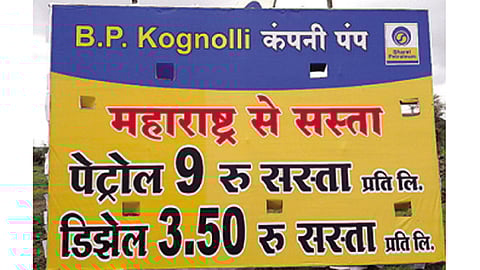 B.P. Kognolli कंपनी पंप
Bharat
Petroleum
महाराष्ट्र से सस्ता
पेट्रोल 9 रु सस्ता प्रति लि.
डिझेल 3.50 रु सस्ता प्रति लि.